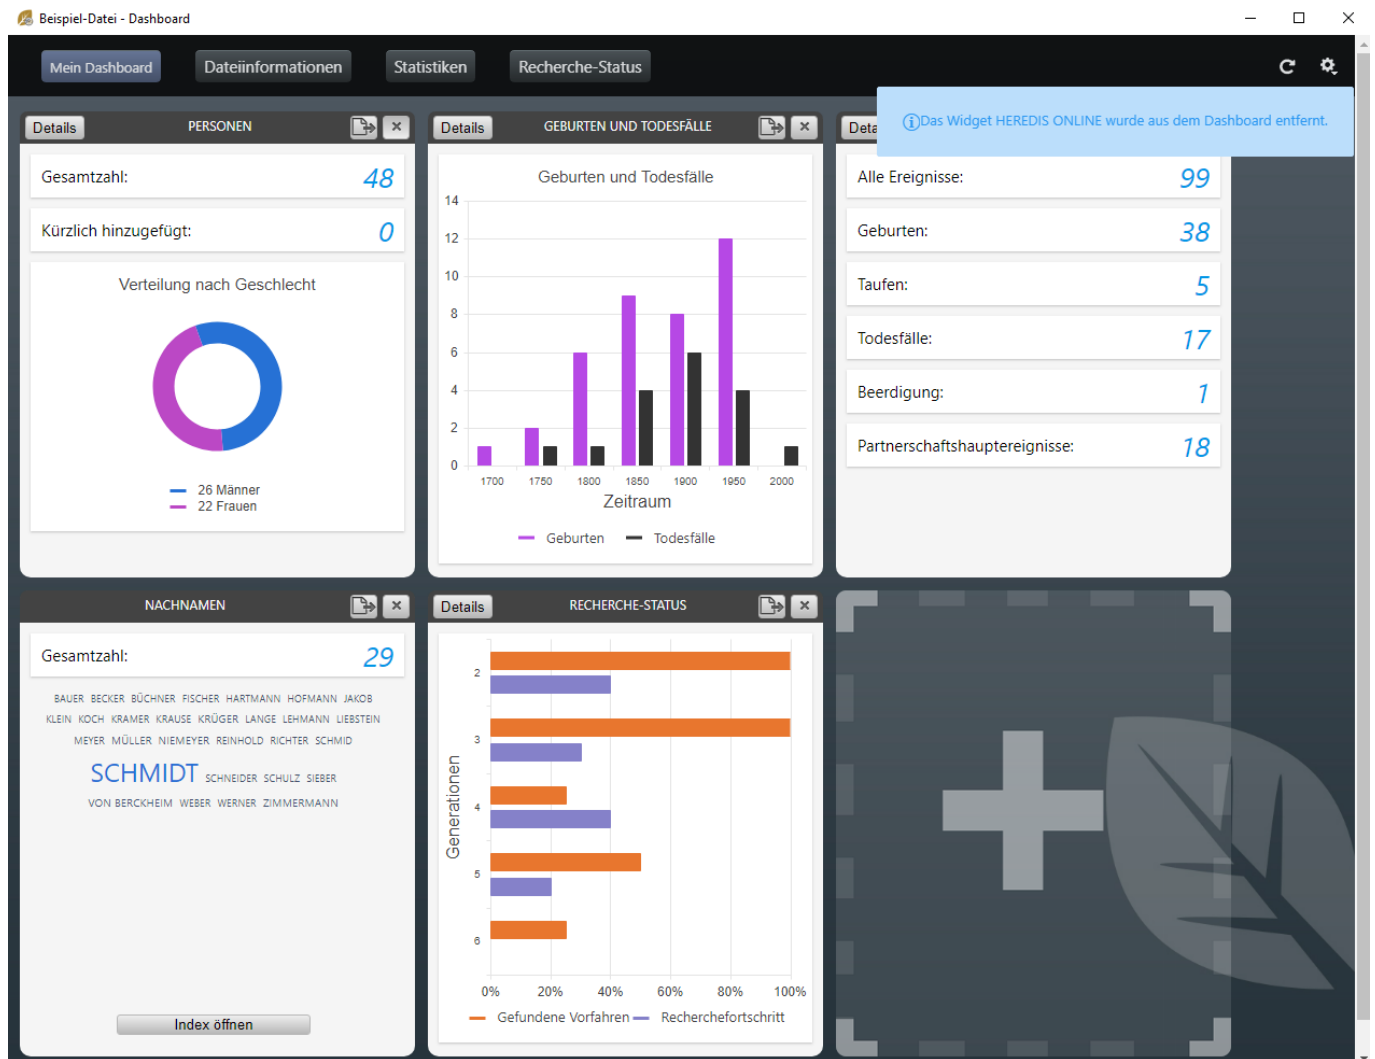 Beispiel-Datei - Dashboard
Mein Dashboard
Dateiinformationen
Statistiken
Recherche-Status
Das Widget HEREDIS ONLINE wurde aus dem Dashboard entfernt.
Details
PERSONEN
Gesamtzahl:
48
Kürzlich hinzugefügt:
0
Verteilung nach Geschlecht
26 Männer
22 Frauen
Details
GEBURTEN UND TODESFÄLLE
Geburten und Todesfälle
14
12
10
8
6
4
2
0
1700 1750 1800 1850 1900 1950 2000
Zeitraum
Geburten Todesfälle
Deta
Alle Ereignisse:
99
Geburten:
38
Taufen:
5
Todesfälle:
17
Beerdigung:
1
Partnerschaftshauptereignisse:
18
NACHNAMEN
Gesamtzahl:
29
BAUER BECKER BÜCHNER FISCHER HARTMANN HOFMANN JAKOB
KLEIN KOCH KRAMER KRAUSE KRÜGER LANGE LEHMANN LIEBSTEIN
MEYER MÜLLER NIEMEYER REINHOLD RICHTER SCHMID
SCHMIDT SCHNEIDER SCHULZ SIEBER
VON BERCKHEIM WEBER WERNER ZIMMERMANN
Index öffnen
Details
RECHERCHE-STATUS
Generationen
2
3
4
5
6
0% 20% 40% 60% 80% 100%
Gefundene Vorfahren Recherchefortschritt